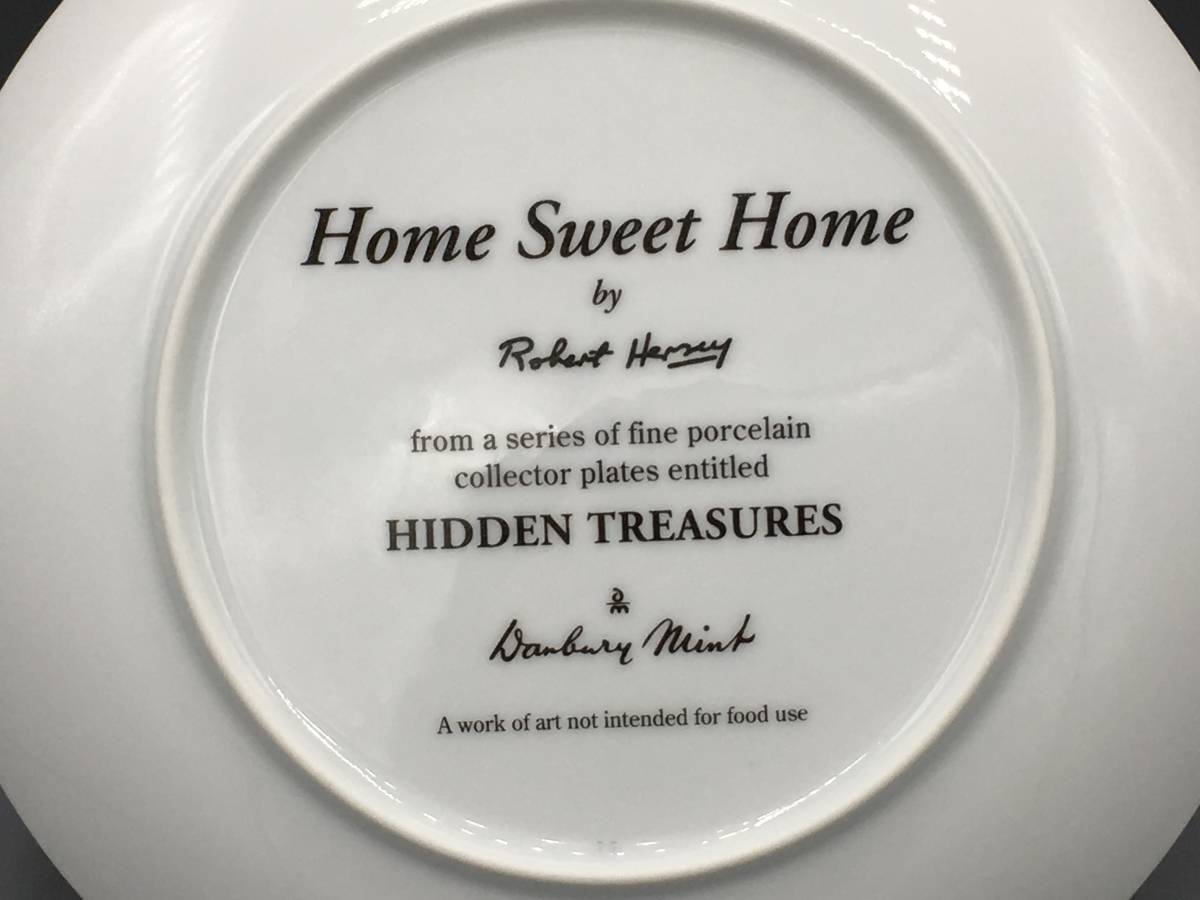 Home Sweet Home
by
Robert Hersey
from a series of fine porcelain
collector plates entitled
HIDDEN TREASURES
Danbury Mint
A work of art not intended for food use